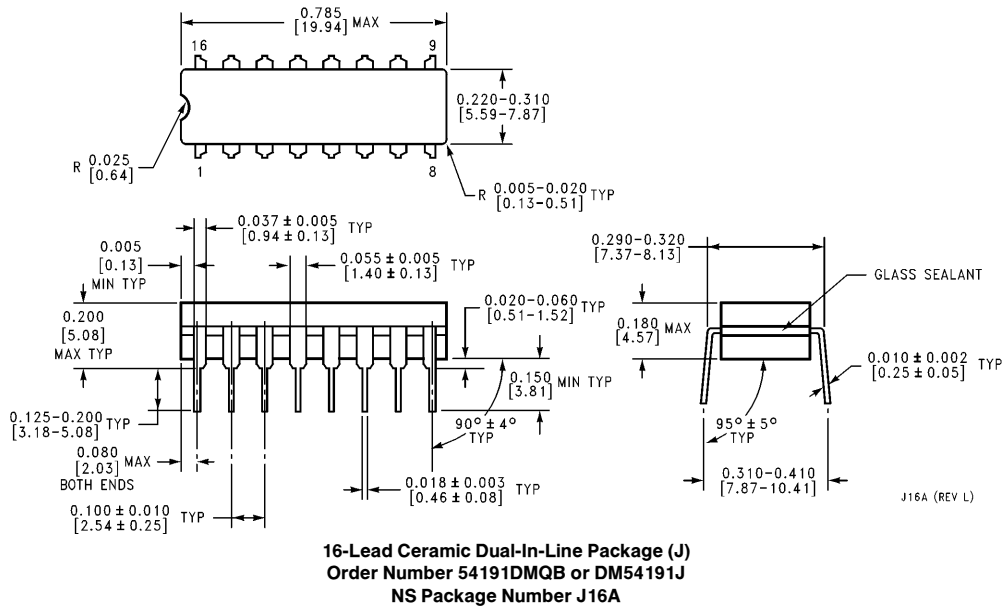 0.785
[19.94] MAX
16 9
0.220–0.310
[5.59–7.87]
R 0.025
[0.64]
1 8
R 0.005–0.020 TYP
[0.13–0.51]
0.037 ± 0.005 TYP
[0.94 ± 0.13]
0.005
[0.13]
MIN TYP
0.055 ± 0.005 TYP
[1.40 ± 0.13]
0.290–0.320
[7.37–8.13]
GLASS SEALANT
0.200
[5.08]
MAX TYP
0.020–0.060 TYP
[0.51–1.52]
0.180 MAX
[4.57]
0.150 MIN TYP
[3.81]
0.010 ± 0.002 TYP
[0.25 ± 0.05]
0.125–0.200 TYP
[3.18–5.08]
90° ± 4°
TYP
95° ± 5°
TYP
0.080 MAX
[2.03]
BOTH ENDS
0.018 ± 0.003 TYP
[0.46 ± 0.08]
0.310–0.410
[7.87–10.41]
J16A (REV L)
0.100 ± 0.010 TYP
[2.54 ± 0.25]
16-Lead Ceramic Dual-In-Line Package (J)
Order Number 54191DMQB or DM54191J
NS Package Number J16A